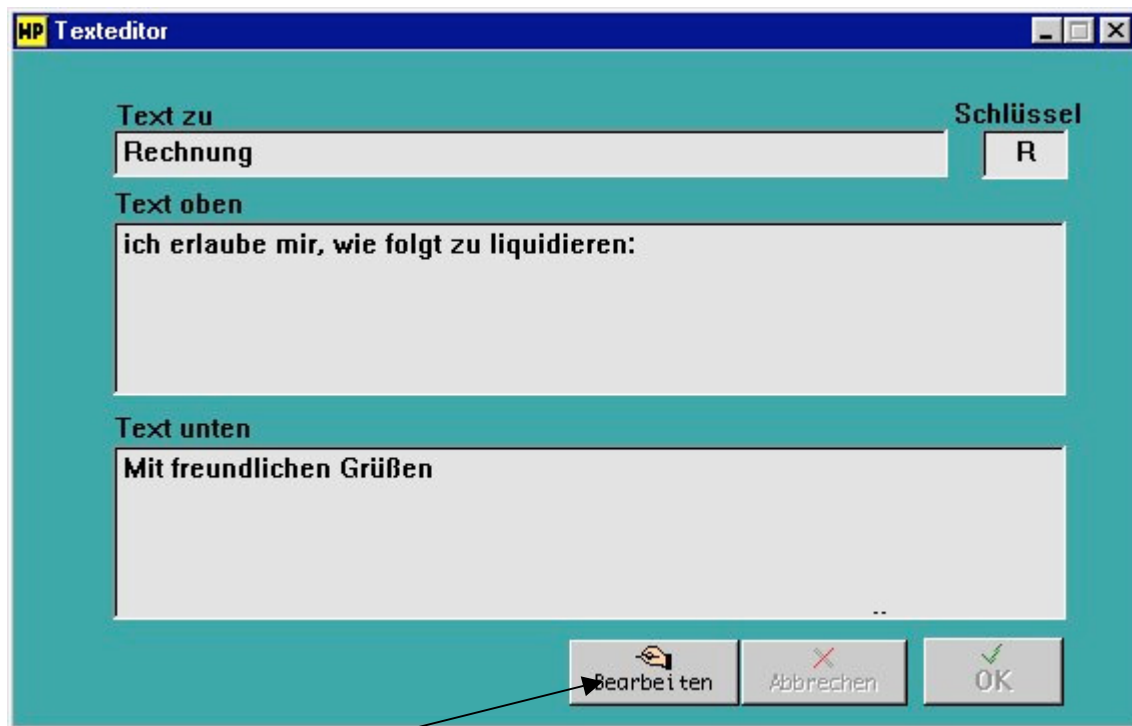 HP Texteditor
Text zu Schlüssel
Rechnung R
Text oben
ich erlaube mir, wie folgt zu liquidieren:
Text unten
Mit freundlichen Grüßen
Bearbeiten Abbrechen OK